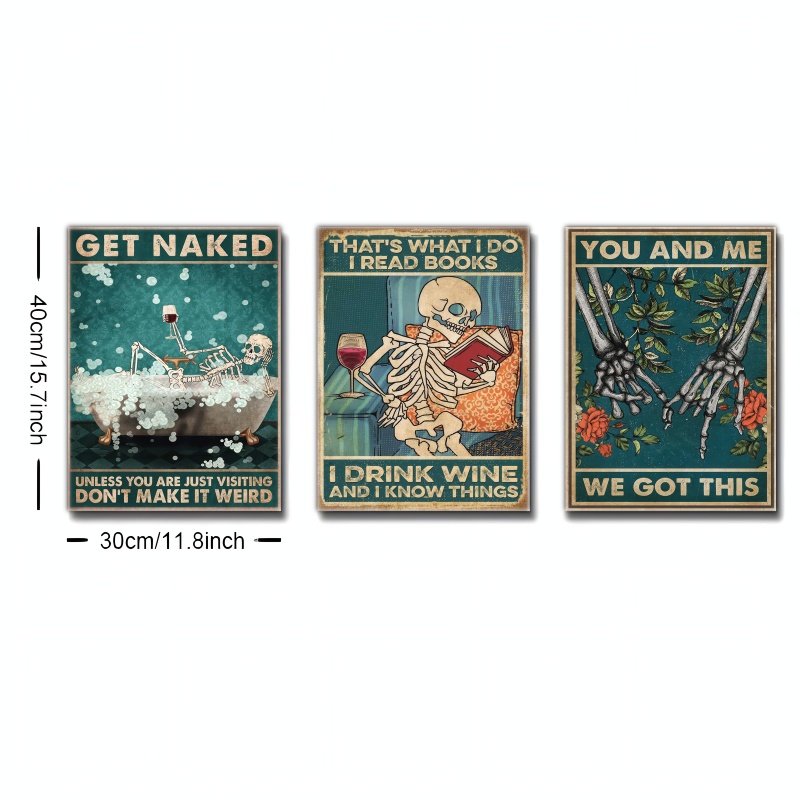 GET NAKED
UNLESS YOU ARE JUST VISITING
DON'T MAKE IT WEIRD
THAT'S WHAT I DO
I READ BOOKS
I DRINK WINE
AND I KNOW THINGS
YOU AND ME
WE GOT THIS
40cm/15.7inch
30cm/11.8inch